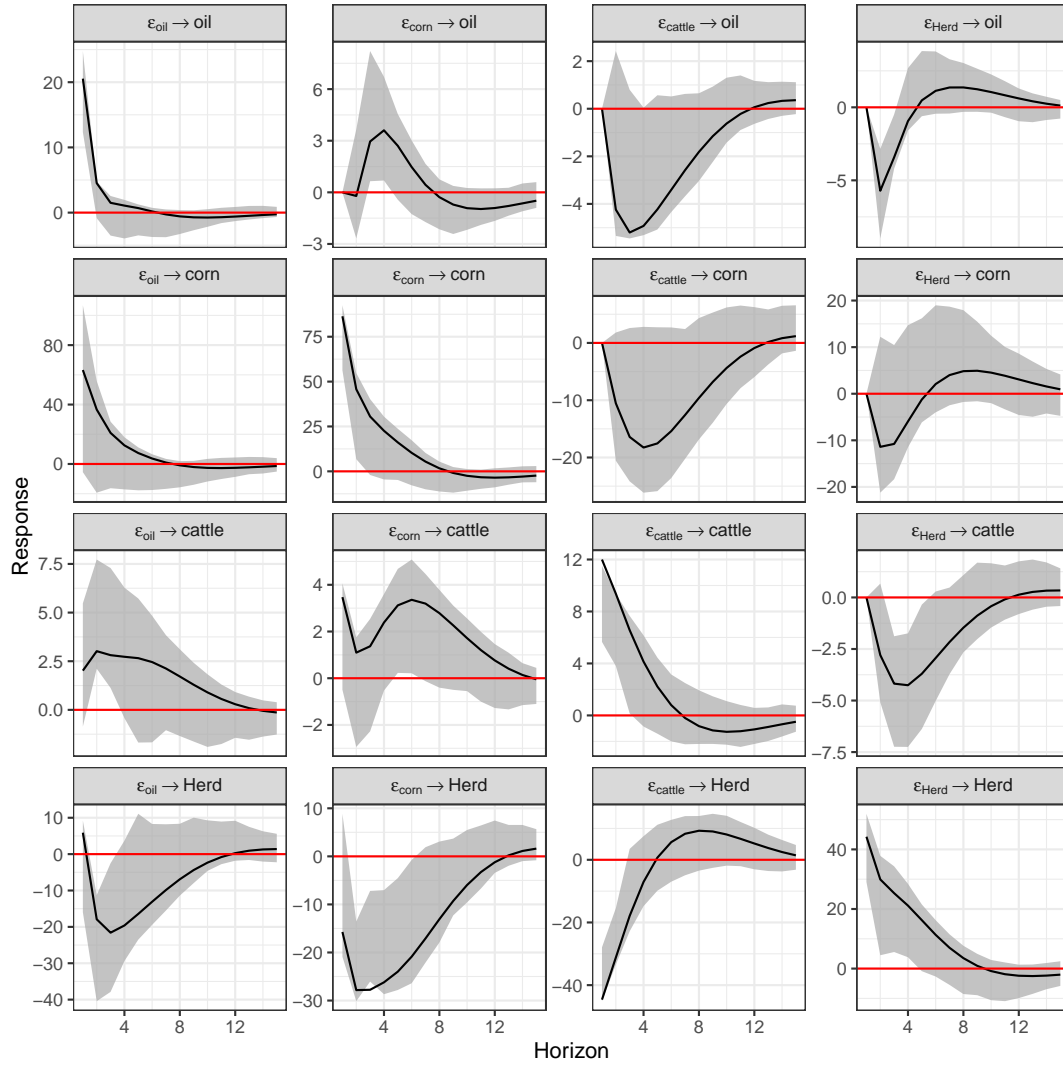 ε_oil → oil
ε_corn → oil
ε_cattle → oil
ε_Herd → oil
20
10
0
6
3
0
−3
2
0
−2
−4
0
−5
ε_oil → corn
ε_corn → corn
ε_cattle → corn
ε_Herd → corn
80
40
0
75
50
25
0
0
−10
−20
20
10
0
−10
−20
ε_oil → cattle
ε_corn → cattle
ε_cattle → cattle
ε_Herd → cattle
7.5
5.0
2.5
0.0
4
2
0
−2
12
8
4
0
0.0
−2.5
−5.0
−7.5
ε_oil → Herd
ε_corn → Herd
ε_cattle → Herd
ε_Herd → Herd
10
0
−10
−20
−30
−40
10
0
−10
−20
−30
0
−20
−40
40
20
0
4 8 12
4 8 12
4 8 12
4 8 12
Response
Horizon